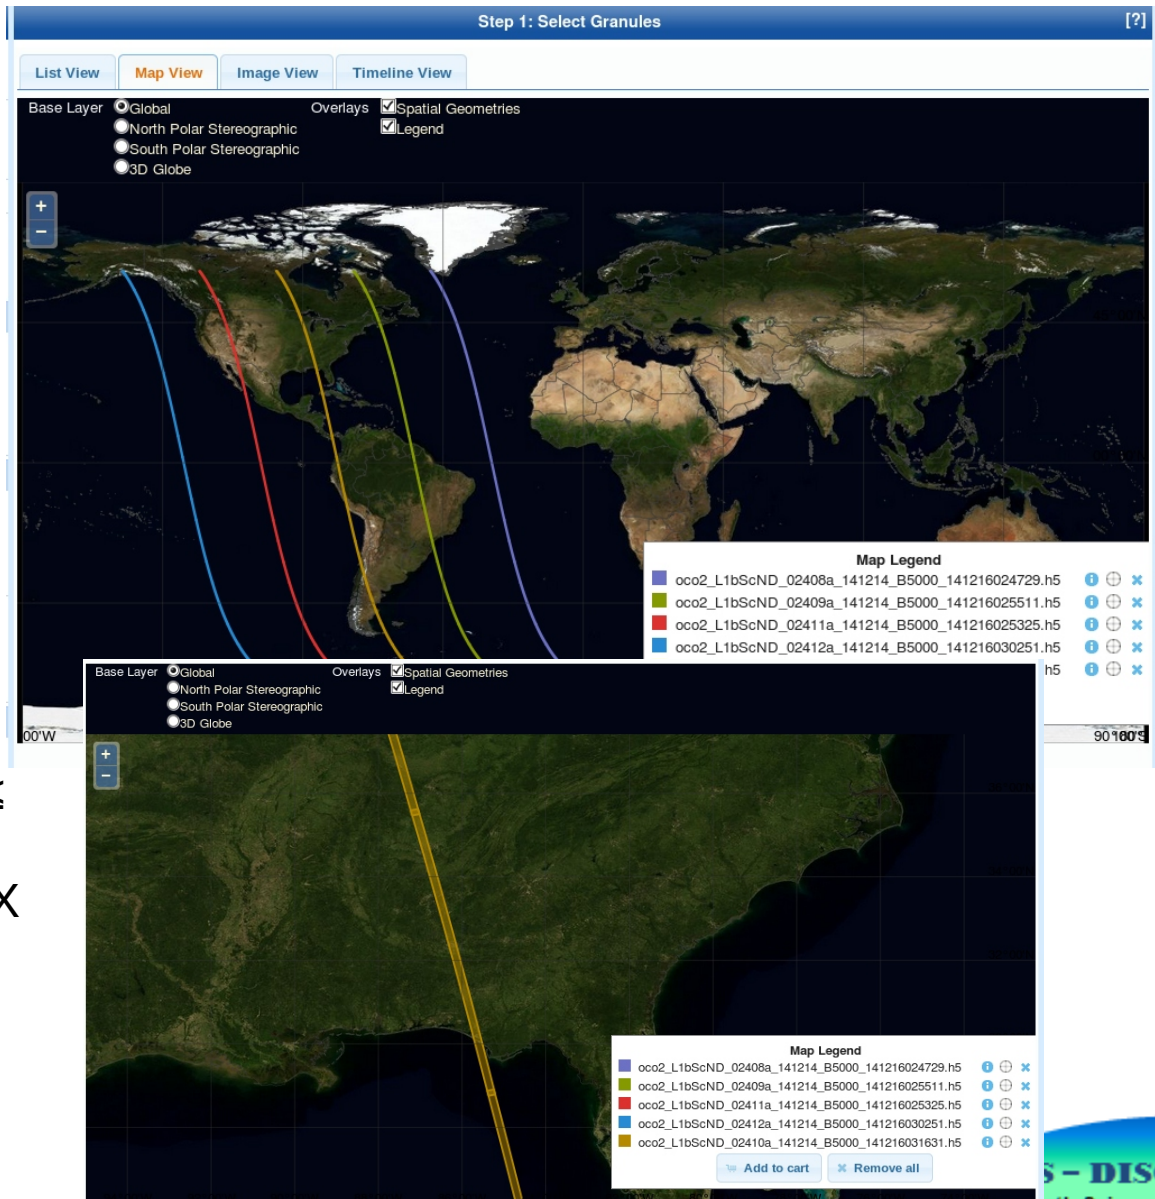 Step 1: Select Granules
[?]
List View
Map View
Image View
Timeline View
Base Layer
Global
North Polar Stereographic
South Polar Stereographic
3D Globe
Overlays
Spatial Geometries
Legend
+
−
Map Legend
oco2_L1bScND_02408a_141214_B5000_141216024729.h5
oco2_L1bScND_02409a_141214_B5000_141216025511.h5
oco2_L1bScND_02411a_141214_B5000_141216025325.h5
oco2_L1bScND_02412a_141214_B5000_141216030251.h5
h5
00'W
X
Base Layer
Global
North Polar Stereographic
South Polar Stereographic
3D Globe
Overlays
Spatial Geometries
Legend
+
−
Map Legend
oco2_L1bScND_02408a_141214_B5000_141216024729.h5
oco2_L1bScND_02409a_141214_B5000_141216025511.h5
oco2_L1bScND_02411a_141214_B5000_141216025325.h5
oco2_L1bScND_02412a_141214_B5000_141216030251.h5
oco2_L1bScND_02410a_141214_B5000_141216031631.h5
Add to cart
Remove all
S – DIS